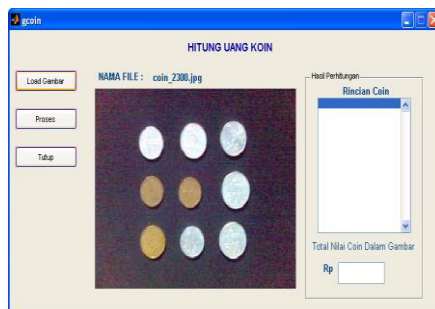 gcoin
HITUNG UANG KOIN
Load Gambar
NAMA FILE : coin_2300.jpg
Proses
Tutup
Hasil Perhitungan
Rincian Coin
Total Nilai Coin Dalam Gambar
Rp